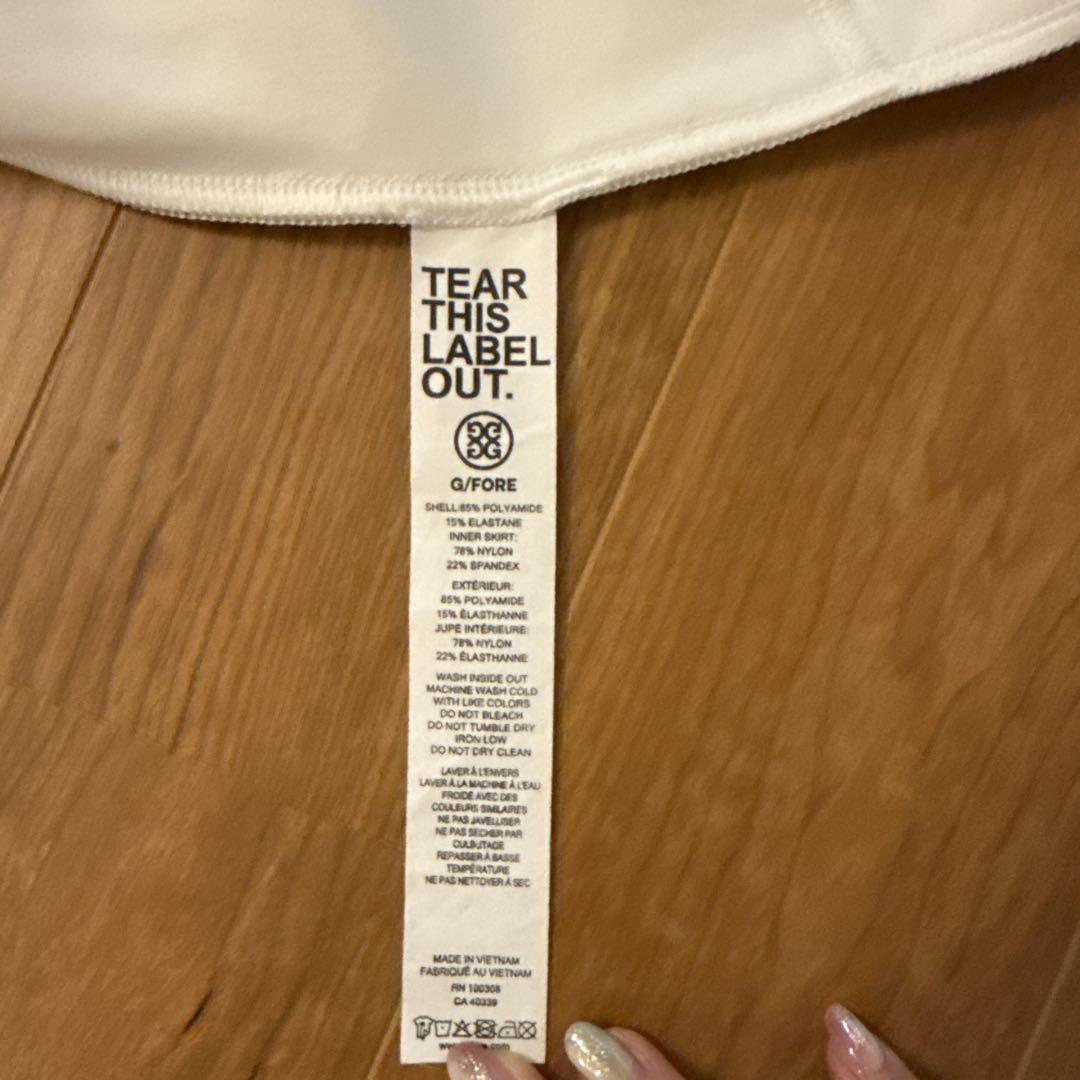 TEAR
THIS
LABEL
OUT.
G/FORE
SHELL:85% POLYAMIDE
15% ELASTANE
INNER SKIRT:
78% NYLON
22% SPANDEX
EXTÉRIEUR:
85% POLYAMIDE
15% ÉLASTHANNE
JUPE INTÉRIEURE:
78% NYLON
22% ÉLASTHANNE
WASH INSIDE OUT
MACHINE WASH COLD
WITH LIKE COLORS
DO NOT BLEACH
DO NOT TUMBLE DRY
IRON LOW
DO NOT DRY CLEAN
LAVER À L'ENVERS
LAVER À LA MACHINE À L'EAU
FROIDE AVEC DES
COULEURS SIMILAIRES
NE PAS JAVELLISER
NE PAS SÉCHER PAR
CULBUTAGE
REPASSER À BASSE
TEMPÉRATURE
NE PAS NETTOYER À SEC
MADE IN VIETNAM
FABRIQUÉ AU VIETNAM
RN 100308
CA 40339